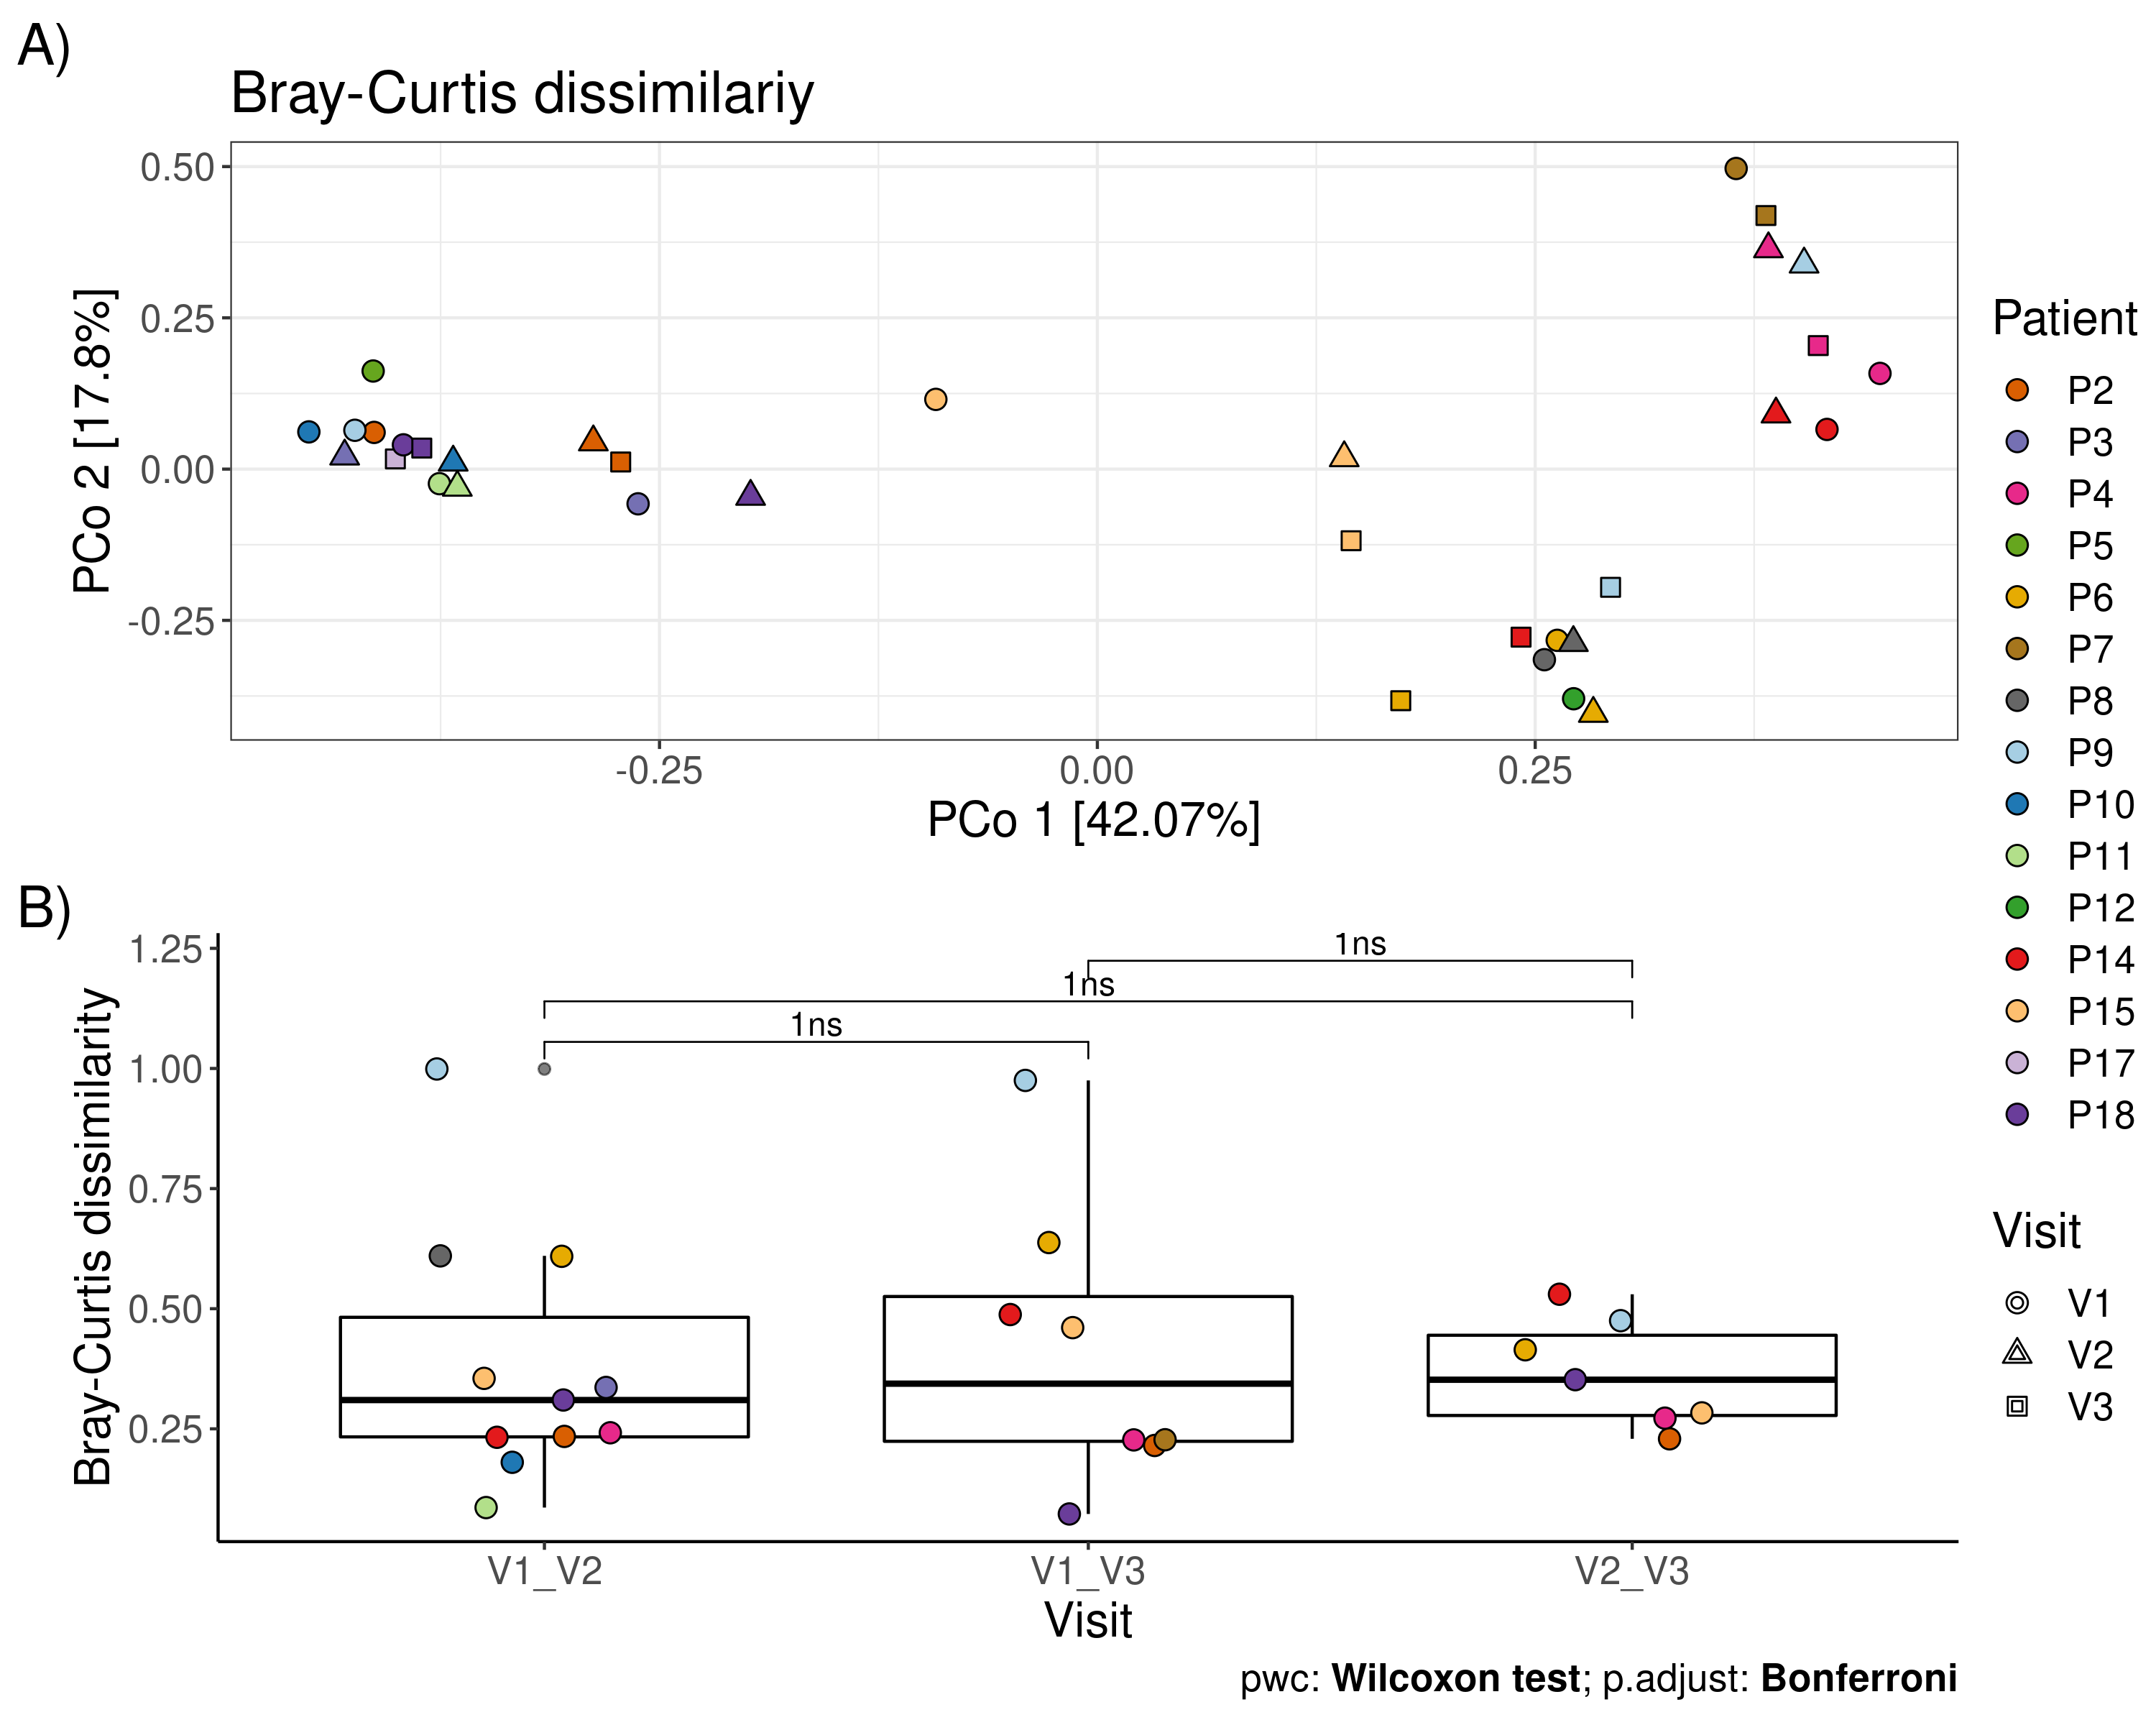 A)
Bray-Curtis dissimilariy
0.50
0.25
0.00
-0.25
PCo 2 [17.8%]
-0.25 0.00 0.25
PCo 1 [42.07%]
Patient
P2
P3
P4
P5
P6
P7
P8
P9
P10
P11
P12
P14
P15
P17
P18
Visit
V1
V2
V3
B)
1.25
1.00
0.75
0.50
0.25
Bray-Curtis dissimilarity
1ns
1ns
1ns
V1_V2 V1_V3 V2_V3
Visit
pwc: Wilcoxon test; p.adjust: Bonferroni